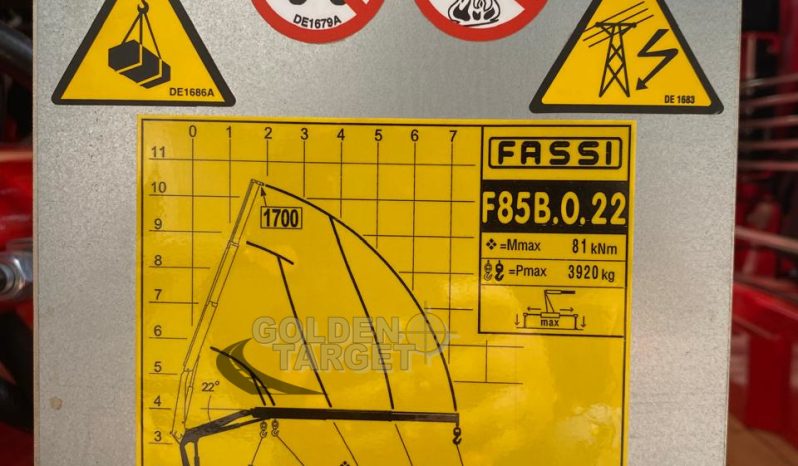 DE1679A
DE1686A
DE 1683
0 1 2 3 4 5 6 7
11
10
9
8
7
6
5
4
3
1700
22°
FASSI
F85B.0.22
=Mmax 81 kNm
=Pmax 3920 kg
max
GOLDEN
TARGET